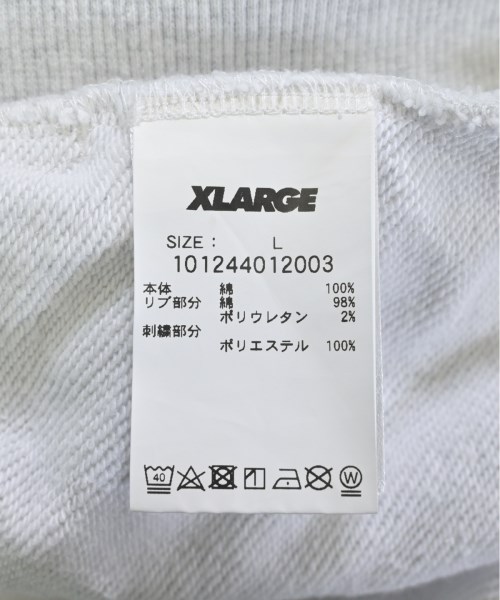 XLARGE
SIZE : L
101244012003
本体 綿 100%
リブ部分 綿 98%
ポリウレタン 2%
刺繍部分
ポリエステル 100%
40
W